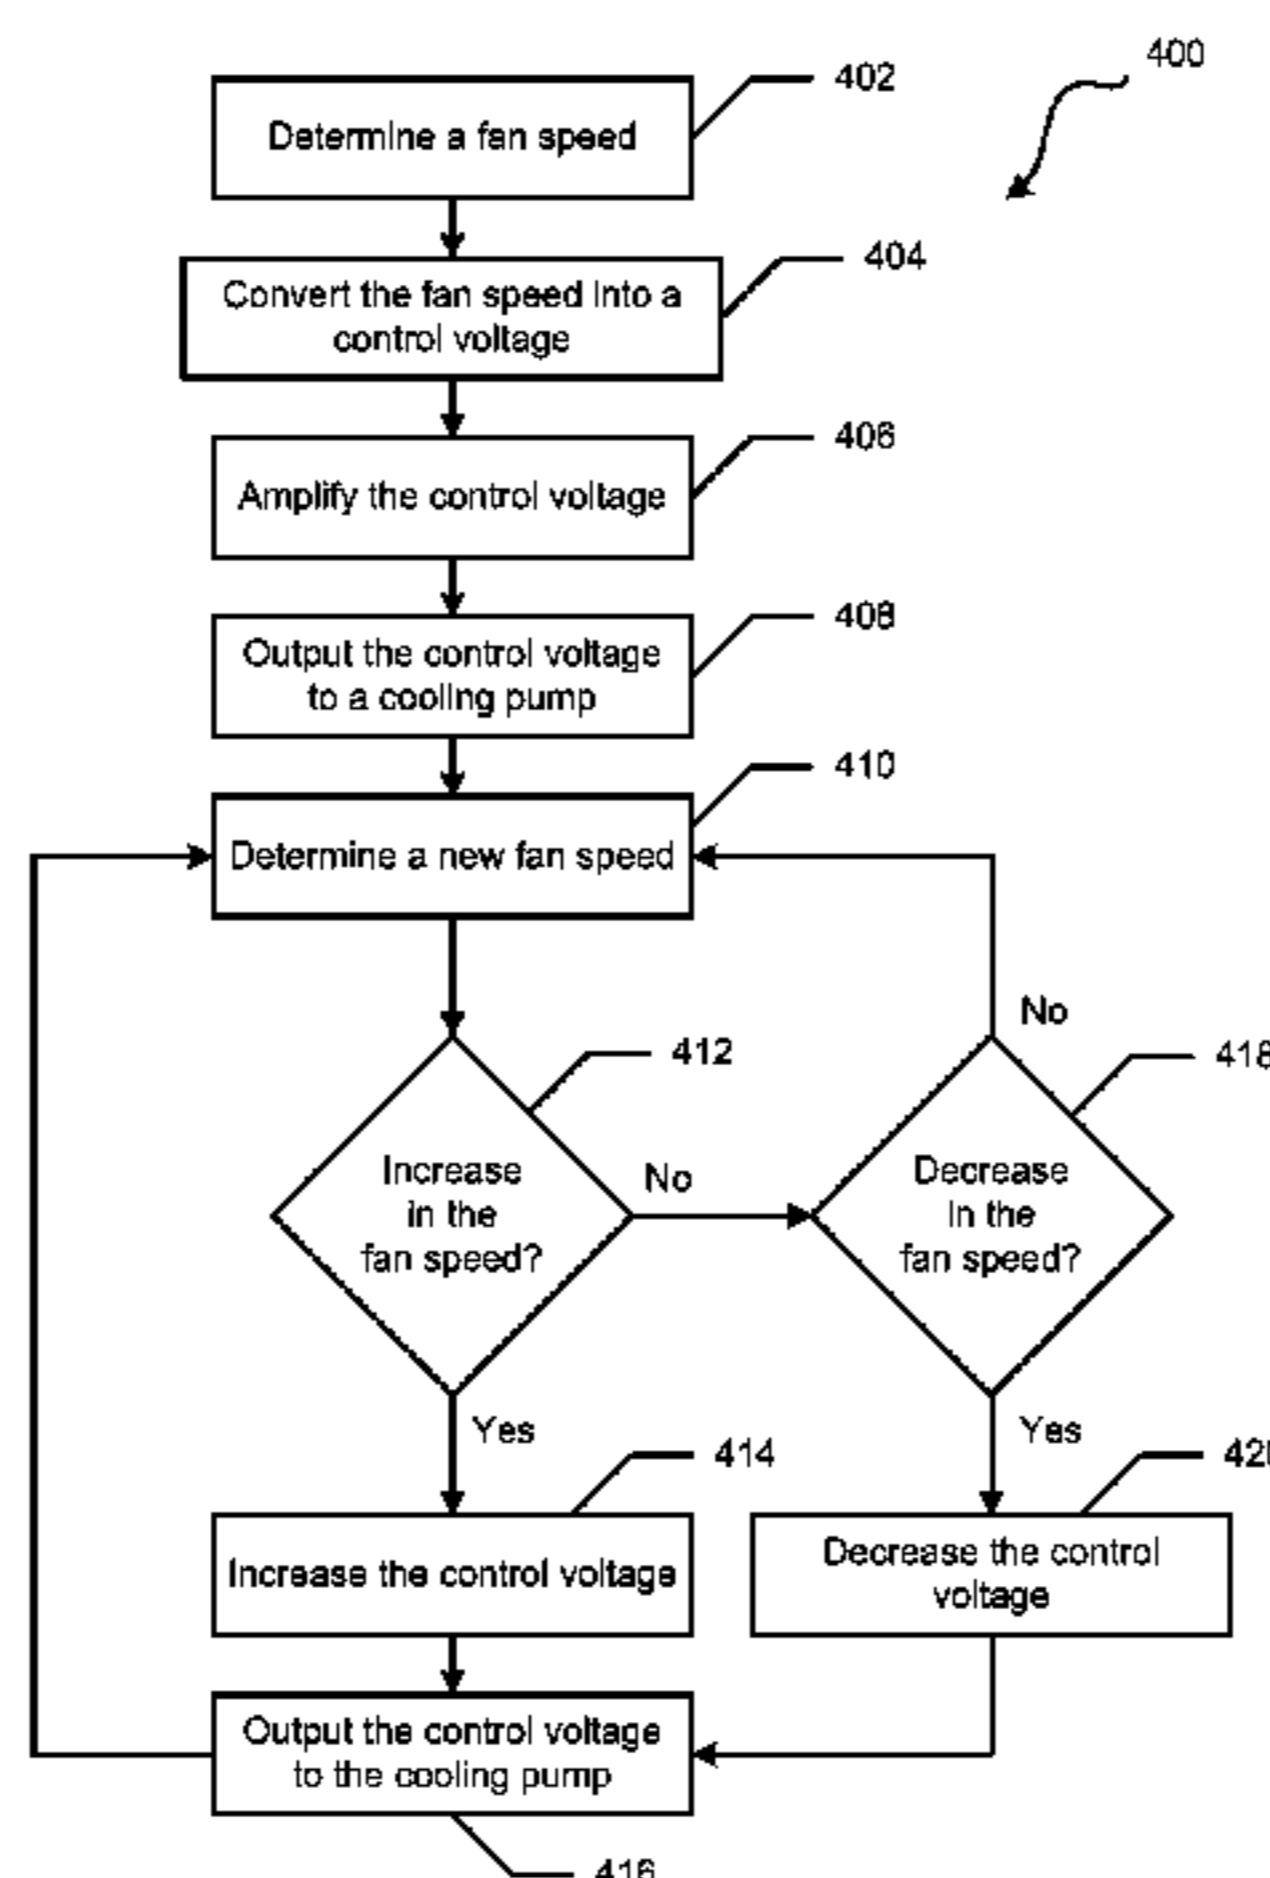 400
402
Determine a fan speed
404
Convert the fan speed into a
control voltage
406
Amplify the control voltage
408
Output the control voltage
to a cooling pump
410
Determine a new fan speed
No
412
418
Increase
in the
fan speed?
No
Decrease
in the
fan speed?
Yes
Yes
414
Increase the control voltage
Decrease the control
voltage
Output the control voltage
to the cooling pump
416